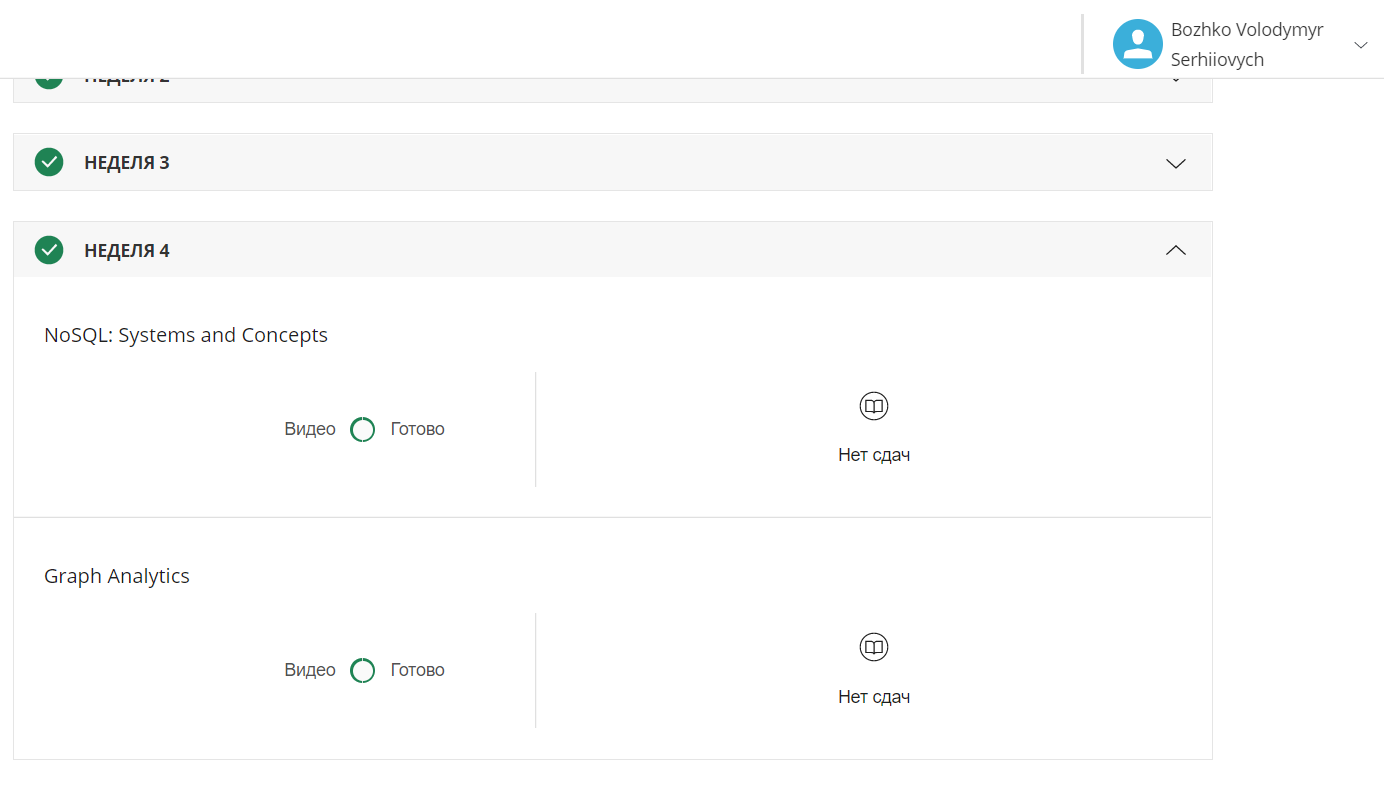 Bozhko Volodymyr
Serhiiovych
НЕДЕЛЯ 2
НЕДЕЛЯ 3
НЕДЕЛЯ 4
NoSQL: Systems and Concepts
Видео Готово
Нет сдач
Graph Analytics
Видео Готово
Нет сдач